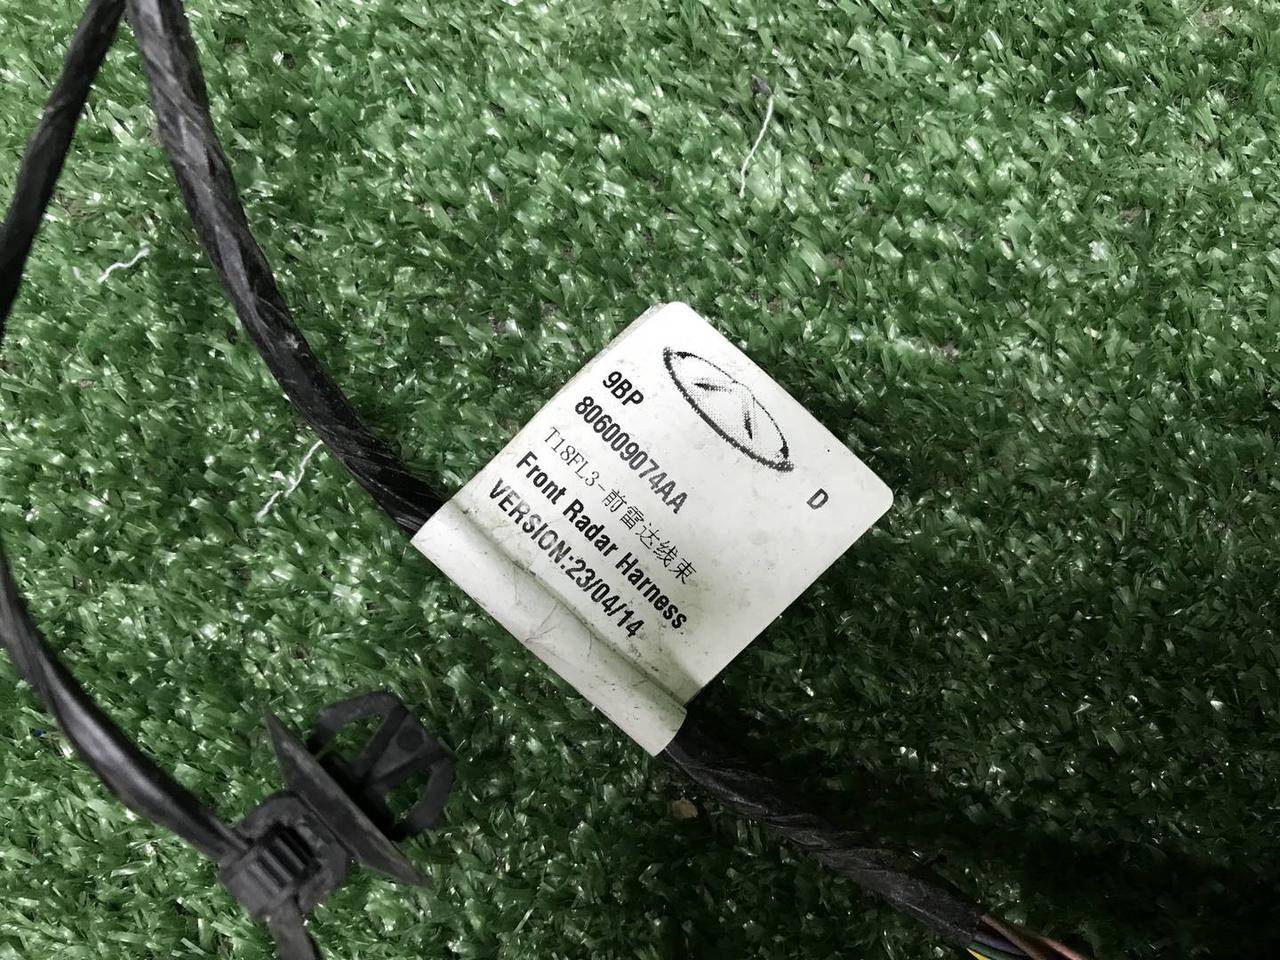 D
9BP
806009074AA
T18FL3-前雷达线束
Front Radar Harness
VERSION:23/04/14